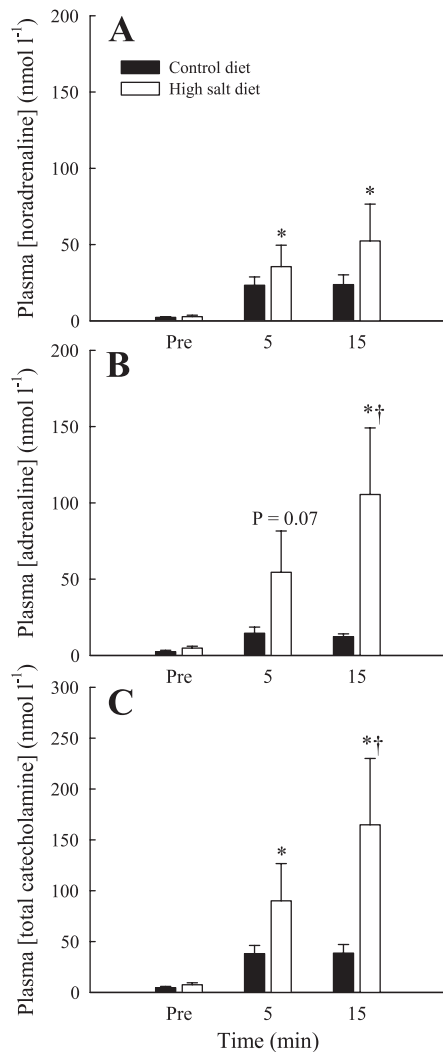 A
200
150
100
50
0
Plasma [noradrenaline] (nmol l⁻¹)
Control diet
High salt diet
*
*
Pre
5
15
B
200
150
100
50
0
Plasma [adrenaline] (nmol l⁻¹)
P = 0.07
*†
Pre
5
15
C
300
250
200
150
100
50
0
Plasma [total catecholamine] (nmol l⁻¹)
*
*†
Pre
5
15
Time (min)